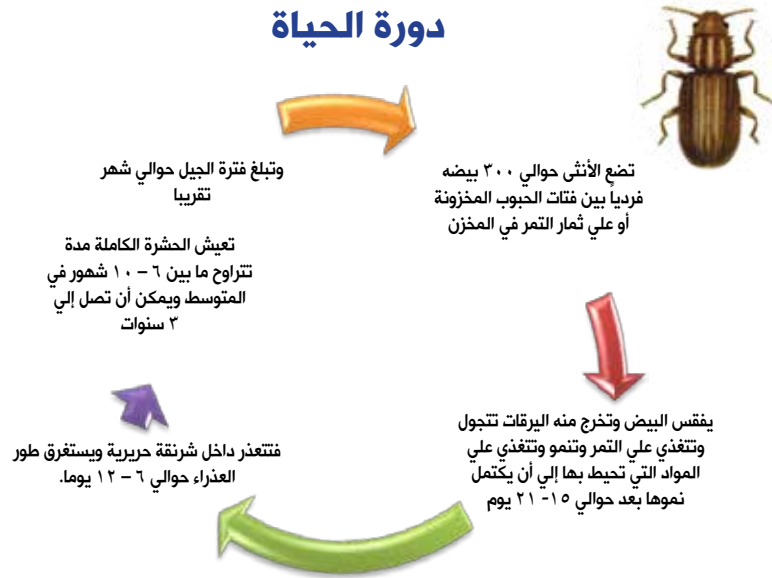 دورة الحياة
تضع الأنثى حوالي ٣٠٠ بيضه
فردياً بين فتات الحبوب المخزونة
أو علي ثمار التمر في المخزن
يفقس البيض وتخرج منه اليرقات تتجول
وتتغذي علي التمر وتنمو وتتغذي علي
المواد التي تحيط بها إلي أن يكتمل
نموها بعد حوالي ١٥- ٢١ يوم
فتتعذر داخل شرنقة حريرية ويستغرق طور
العذراء حوالي ٦ – ١٢ يوما.
وتبلغ فترة الجيل حوالي شهر
تقريبا
تعيش الحشرة الكاملة مدة
تتراوح ما بين ٦ – ١٠ شهور في
المتوسط ويمكن أن تصل إلي
٣ سنوات